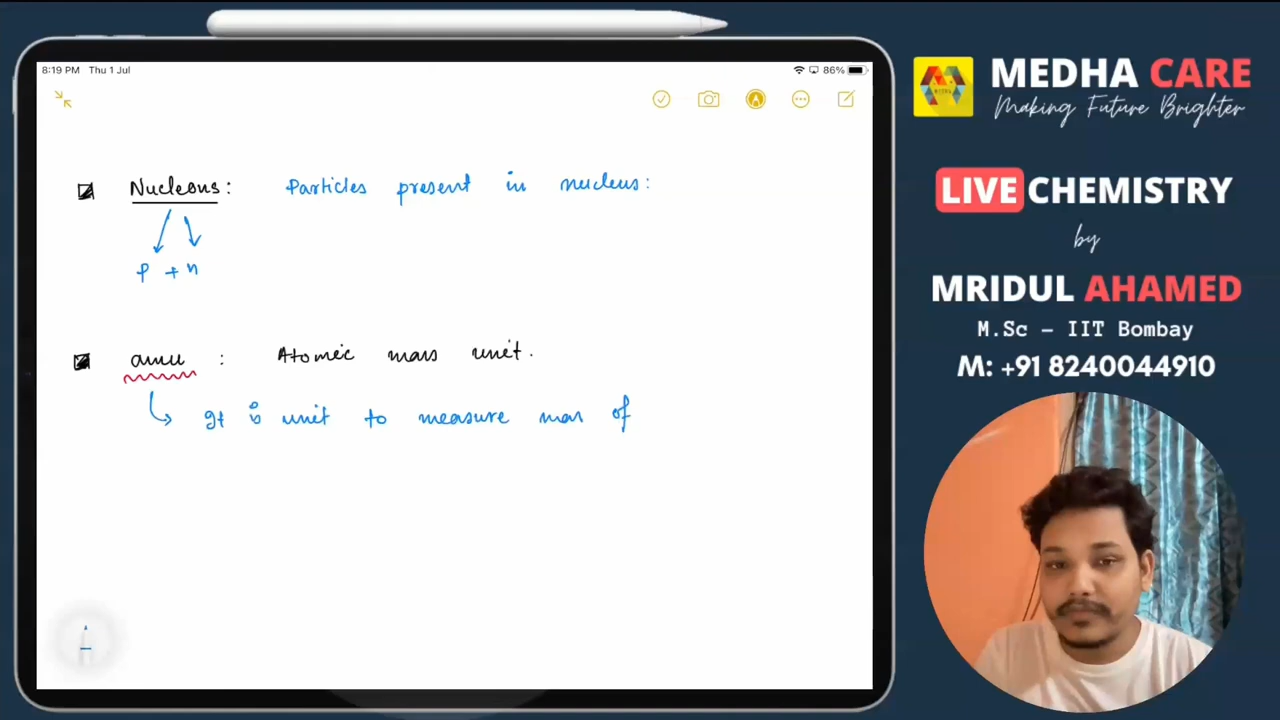 8:19 PM Thu 1 Jul
86%
Nucleons: Particles present in nucleus:
p + n
amu : Atomic mass unit.
It is unit to measure mass of
MEDHA CARE
Making Future Brighter
LIVE CHEMISTRY
by
MRIDUL AHAMED
M.Sc – IIT Bombay
M: +91 8240044910